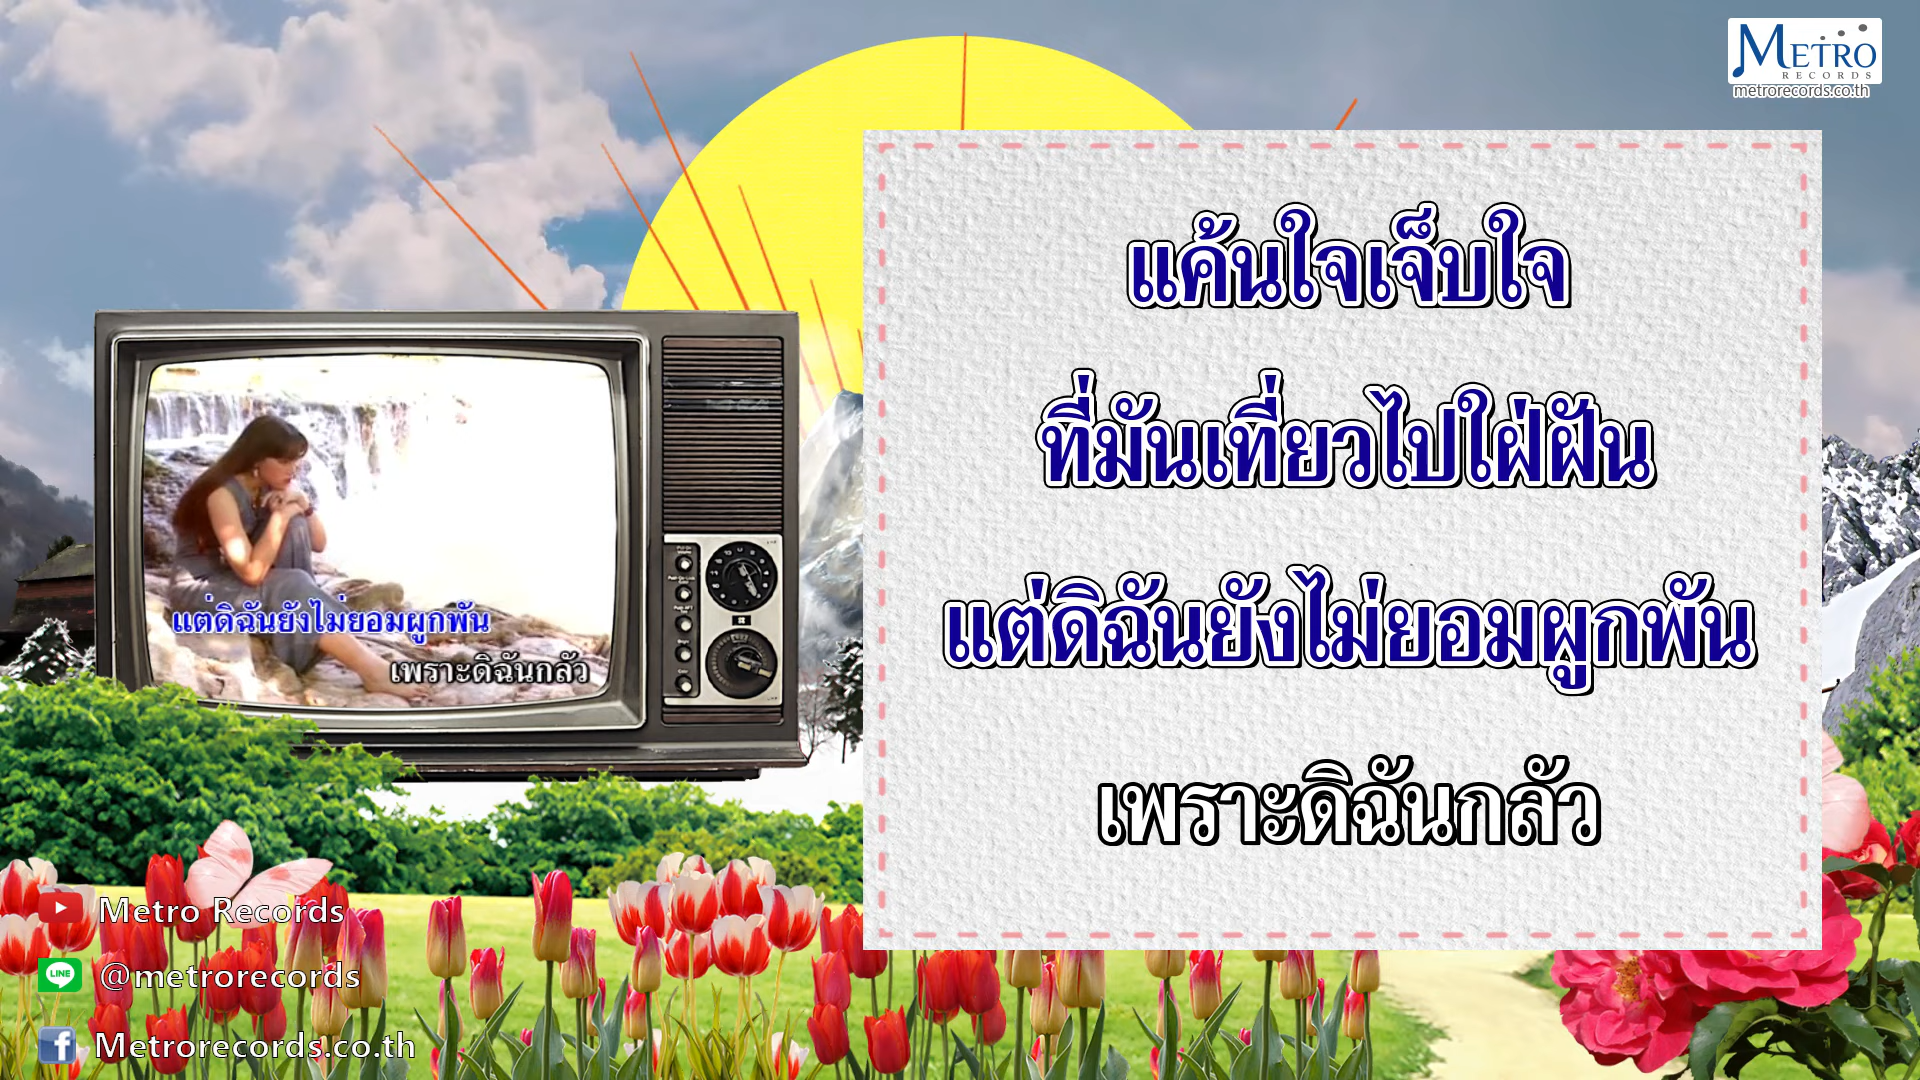 METRO
RECORDS
metrorecords.co.th
แค้นใจเจ็บใจ
ที่มันเที่ยวไปใฝ่ฝัน
แต่ดิฉันยังไม่ยอมผูกพัน
เพราะดิฉันกลัว
แต่ดิฉันยังไม่ยอมผูกพัน
เพราะดิฉันกลัว
Metro Records
LINE
@metrorecords
Metrorecords.co.th